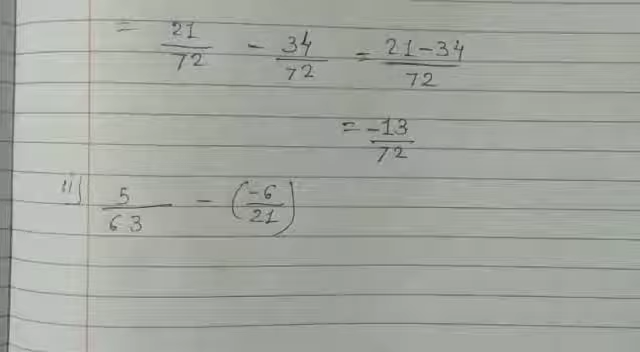 = 21/72 - 34/72 = 21-34/72
= -13/72
ii) 5/63 - (-6/21)